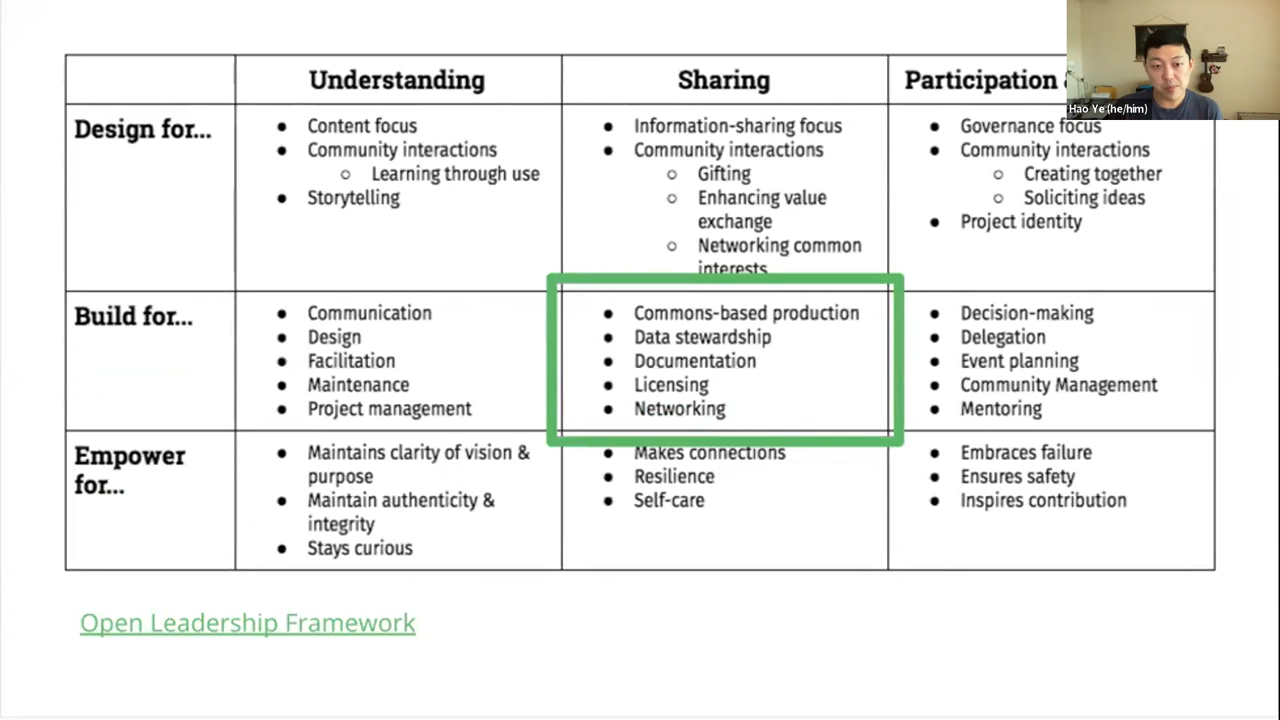 Understanding
Sharing
Participation
Hao Ye (he/him)
Design for...
Content focus
Community interactions
Learning through use
Storytelling
Information-sharing focus
Community interactions
Gifting
Enhancing value
exchange
Networking common
interests
Governance focus
Community interactions
Creating together
Soliciting ideas
Project identity
Build for...
Communication
Design
Facilitation
Maintenance
Project management
Commons-based production
Data stewardship
Documentation
Licensing
Networking
Decision-making
Delegation
Event planning
Community Management
Mentoring
Empower
for...
Maintains clarity of vision &
purpose
Maintain authenticity &
integrity
Stays curious
Makes connections
Resilience
Self-care
Embraces failure
Ensures safety
Inspires contribution
Open Leadership Framework